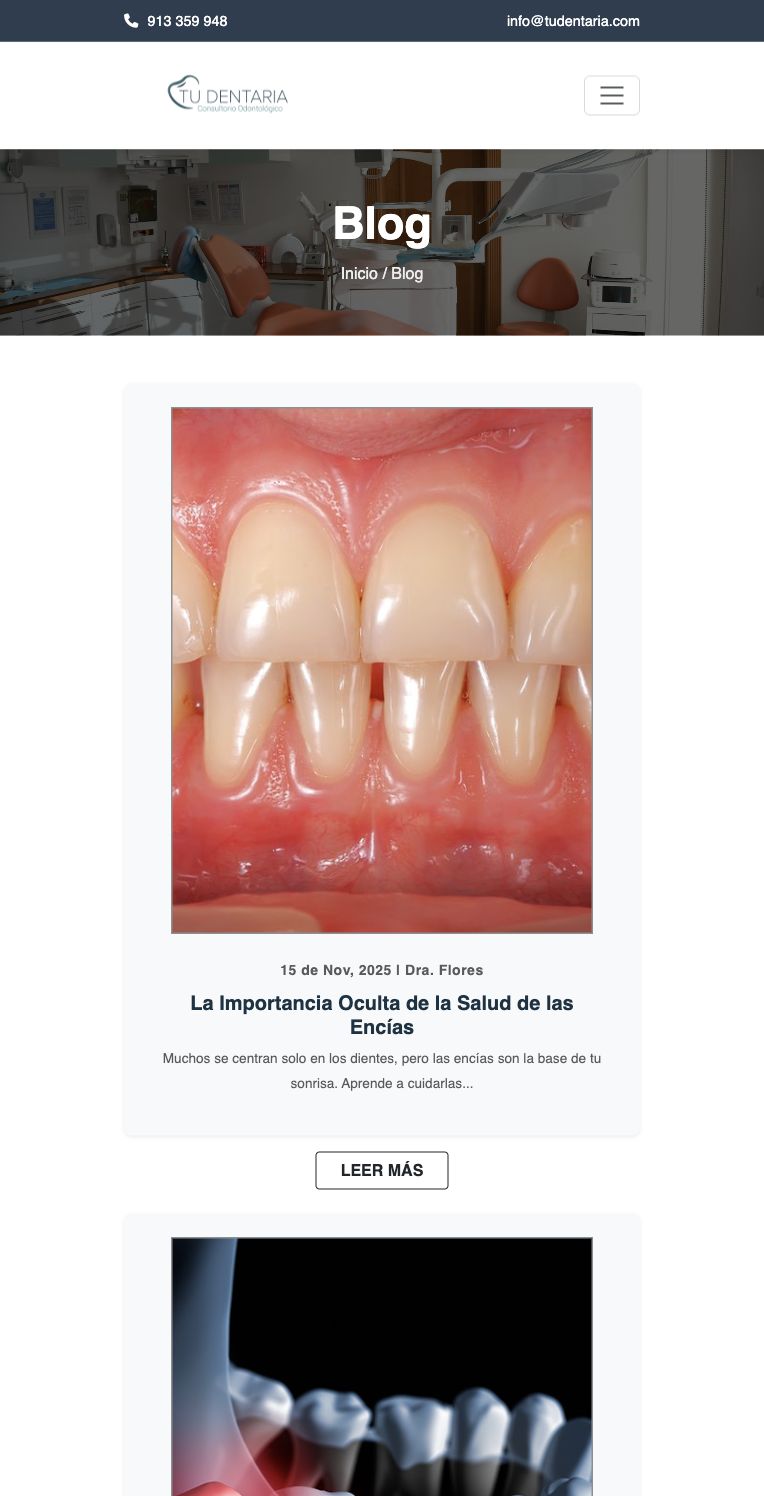 913 359 948
info@tudentaria.com
TU DENTARIA
Consultorio Odontológico
Blog
Inicio / Blog
15 de Nov, 2025 | Dra. Flores
La Importancia Oculta de la Salud de las
Encías
Muchos se centran solo en los dientes, pero las encías son la base de tu
sonrisa. Aprende a cuidarlas...
LEER MÁS